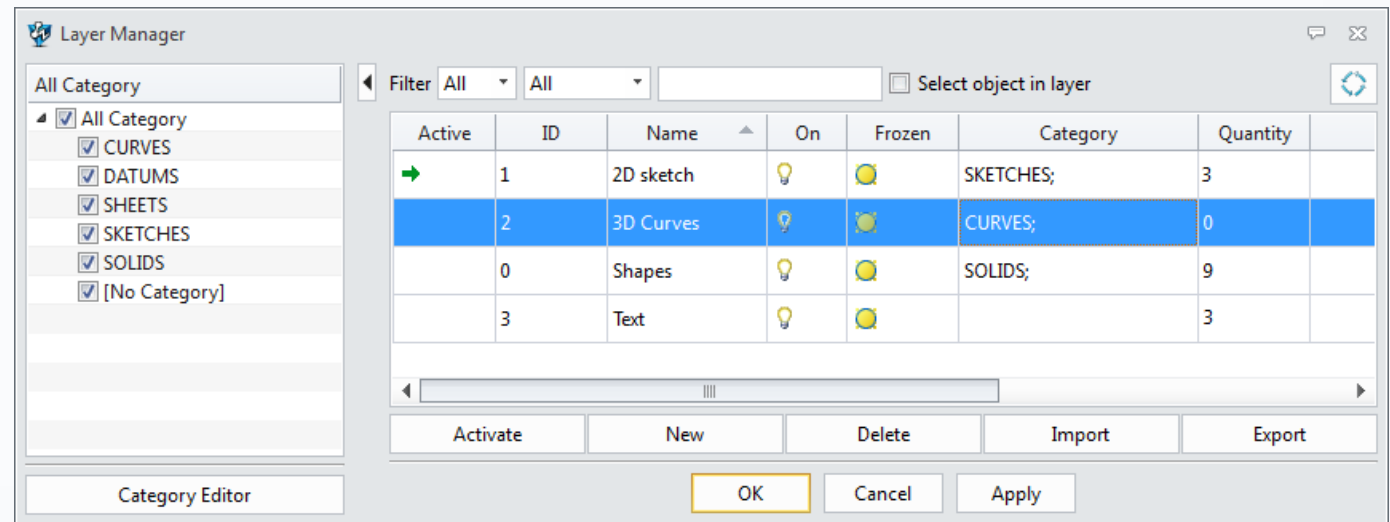 Layer Manager
All Category
Filter All All Select object in layer
All Category
CURVES
DATUMS
SHEETS
SKETCHES
SOLIDS
[No Category]
Active ID Name On Frozen Category Quantity
1 2D sketch SKETCHES; 3
2 3D Curves CURVES; 0
0 Shapes SOLIDS; 9
3 Text 3
Activate New Delete Import Export
Category Editor
OK Cancel Apply